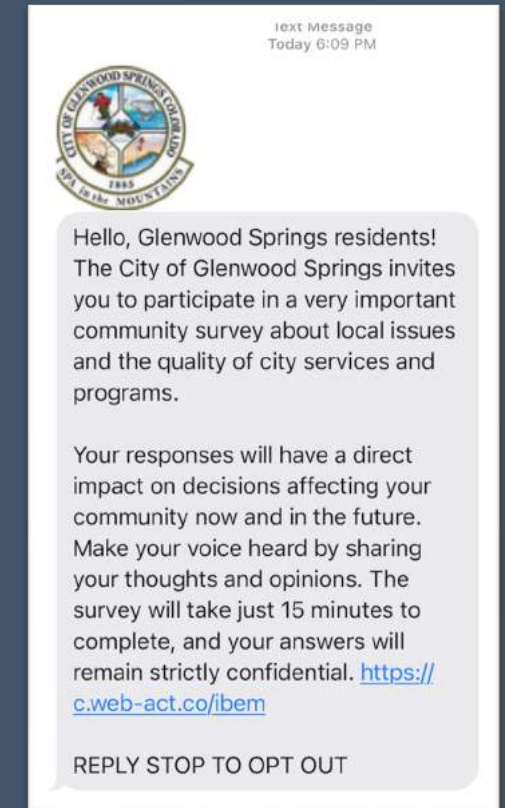 Text Message
Today 6:09 PM
CITY OF GLENWOOD SPRINGS COLORADO
1885
SPA in the MOUNTAINS
Hello, Glenwood Springs residents!
The City of Glenwood Springs invites
you to participate in a very important
community survey about local issues
and the quality of city services and
programs.
Your responses will have a direct
impact on decisions affecting your
community now and in the future.
Make your voice heard by sharing
your thoughts and opinions. The
survey will take just 15 minutes to
complete, and your answers will
remain strictly confidential. https://
c.web-act.co/ibem
REPLY STOP TO OPT OUT